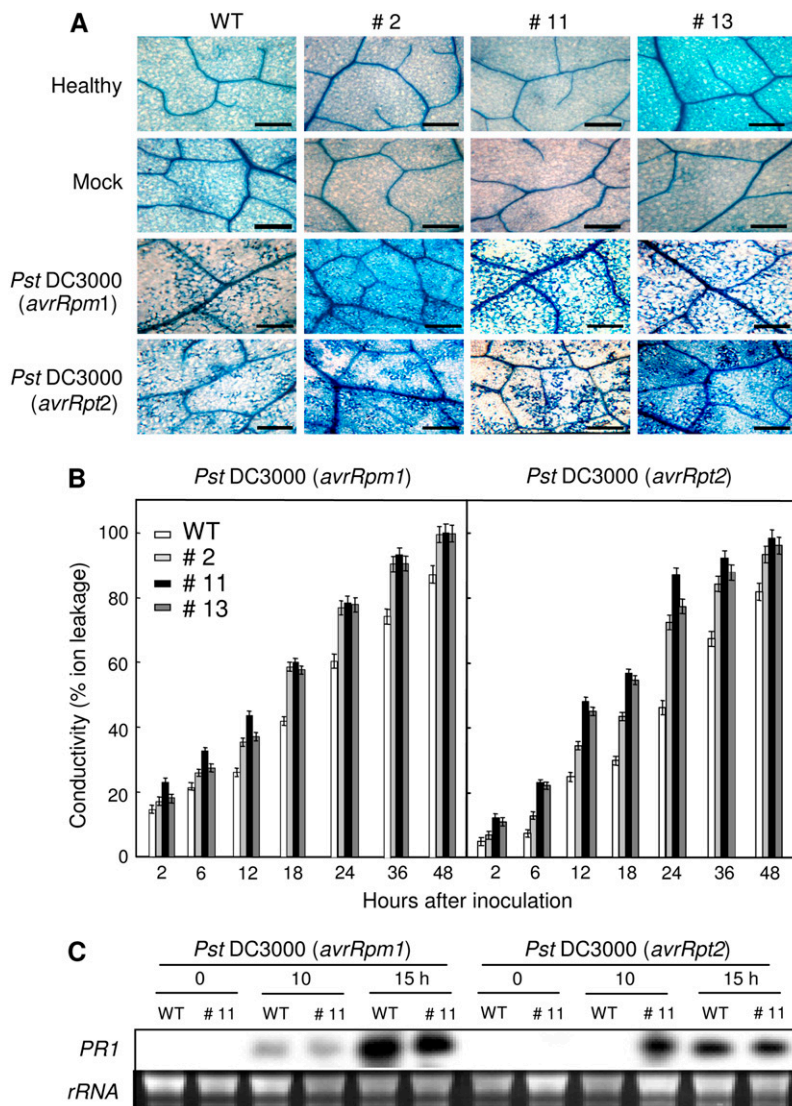 A
WT # 2 # 11 # 13
Healthy
Mock
Pst DC3000
(avrRpm1)
Pst DC3000
(avrRpt2)
B
Pst DC3000 (avrRpm1) Pst DC3000 (avrRpt2)
Conductivity (% ion leakage)
100
80
60
40
20
0
WT
# 2
# 11
# 13
2 6 12 18 24 36 48 2 6 12 18 24 36 48
Hours after inoculation
C
Pst DC3000 (avrRpm1) Pst DC3000 (avrRpt2)
0 10 15 h 0 10 15 h
WT # 11 WT # 11 WT # 11 WT # 11 WT # 11 WT # 11
PR1
rRNA